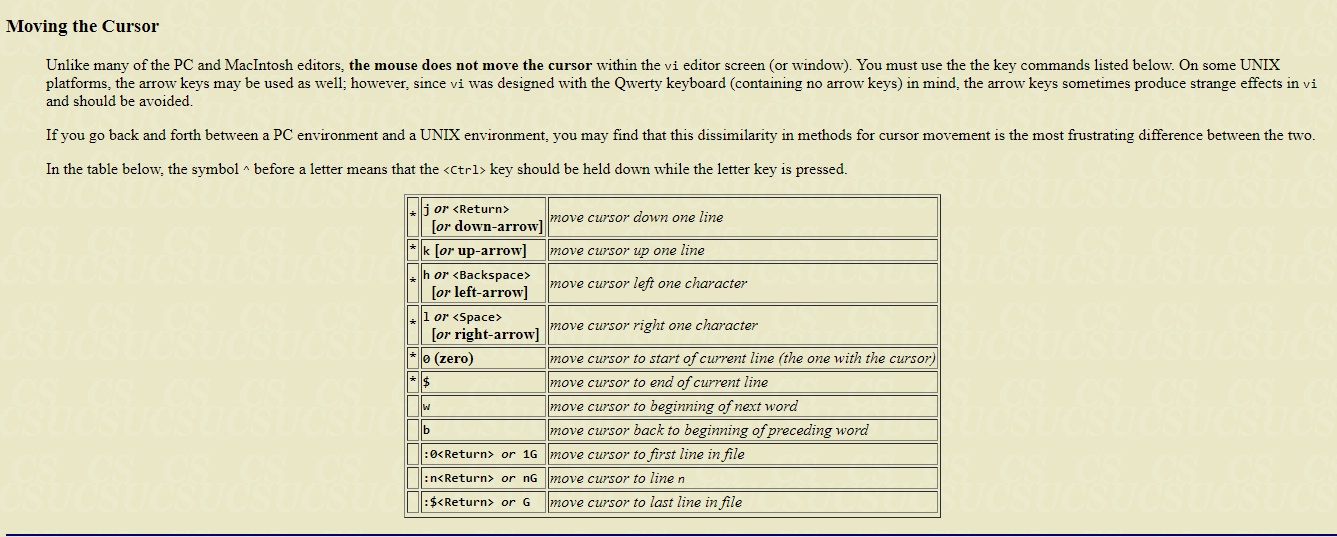 Moving the Cursor
Unlike many of the PC and MacIntosh editors, the mouse does not move the cursor within the vi editor screen (or window). You must use the the key commands listed below. On some UNIX
platforms, the arrow keys may be used as well; however, since vi was designed with the Qwerty keyboard (containing no arrow keys) in mind, the arrow keys sometimes produce strange effects in vi
and should be avoided.
If you go back and forth between a PC environment and a UNIX environment, you may find that this dissimilarity in methods for cursor movement is the most frustrating difference between the two.
In the table below, the symbol ^ before a letter means that the <Ctrl> key should be held down while the letter key is pressed.
* j or <Return>
[or down-arrow] move cursor down one line
* k [or up-arrow] move cursor up one line
* h or <Backspace>
[or left-arrow] move cursor left one character
* l or <Space>
[or right-arrow] move cursor right one character
* 0 (zero) move cursor to start of current line (the one with the cursor)
* $ move cursor to end of current line
w move cursor to beginning of next word
b move cursor back to beginning of preceding word
:0<Return> or 1G move cursor to first line in file
:n<Return> or nG move cursor to line n
:$<Return> or G move cursor to last line in file